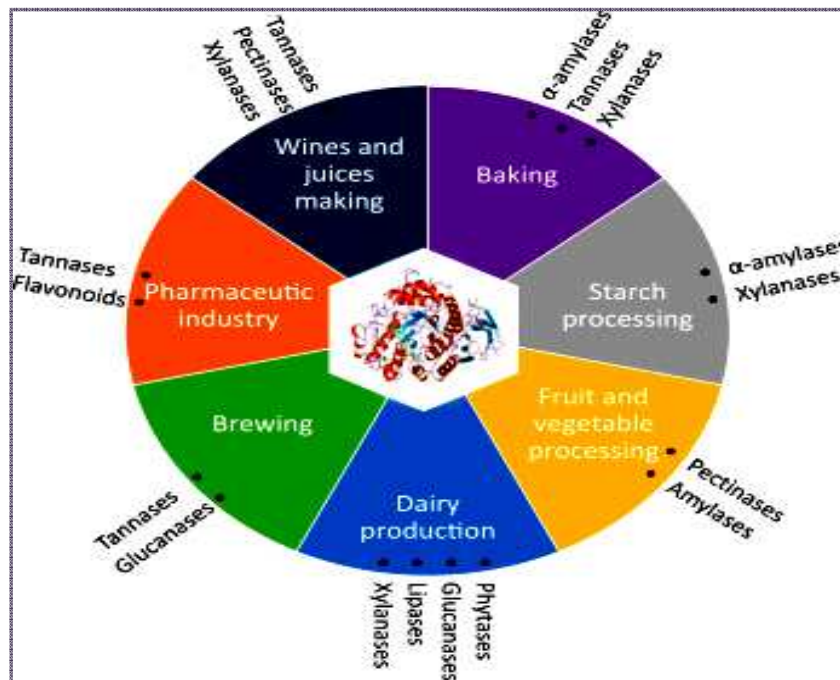 Tannases
Pectinases
Xylanases
α-amylases
Tannases
Xylanases
Wines and
juices
making
Baking
Tannases
Flavonoids
Pharmaceutic
industry
Starch
processing
α-amylases
Xylanases
Brewing
Fruit and
vegetable
processing
Pectinases
Amylases
Tannases
Glucanases
Dairy
production
Xylanases
Lipases
Glucanases
Phytases